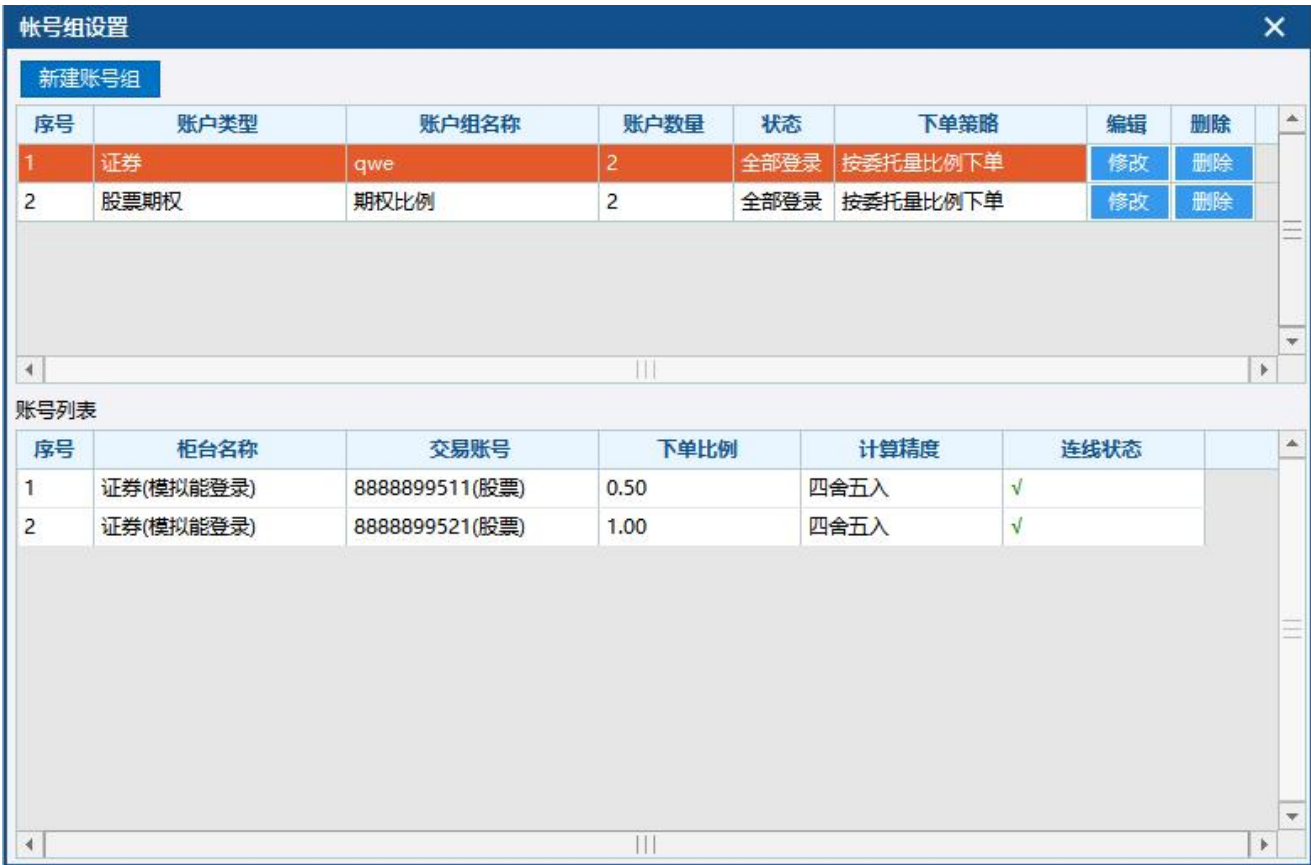 帐号组设置
新建账号组
序号 账户类型 账户组名称 账户数量 状态 下单策略 编辑 删除
1 证券 qwe 2 全部登录 按委托量比例下单 修改 删除
2 股票期权 期权比例 2 全部登录 按委托量比例下单 修改 删除
账号列表
序号 柜台名称 交易账号 下单比例 计算精度 连线状态
1 证券(模拟能登录) 8888899511(股票) 0.50 四舍五入 √
2 证券(模拟能登录) 8888899521(股票) 1.00 四舍五入 √